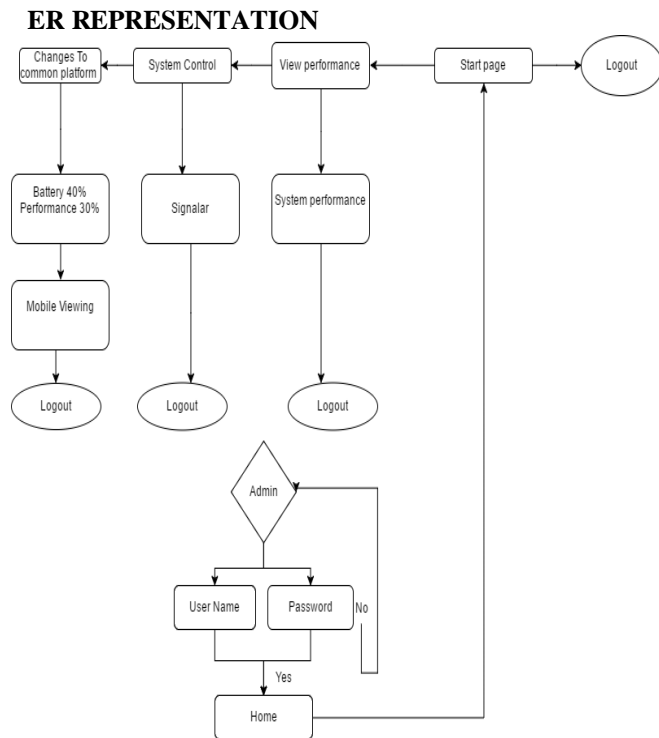 ER REPRESENTATION
Changes To
common platform
System Control
View performance
Start page
Logout
Battery 40%
Performance 30%
Signalar
System performance
Mobile Viewing
Logout
Logout
Logout
Admin
User Name
Password
No
Yes
Home